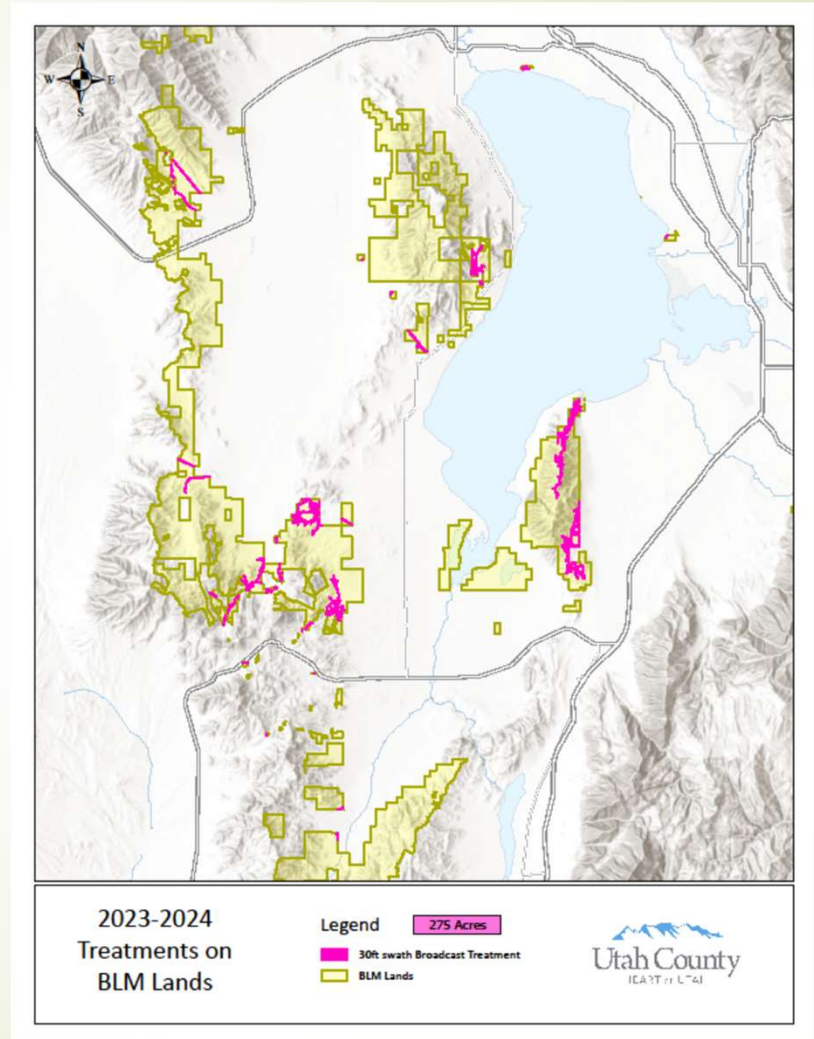 N
W E
S
2023-2024
Treatments on
BLM Lands
Legend
275 Acres
30ft swath Broadcast Treatment
BLM Lands
Utah County